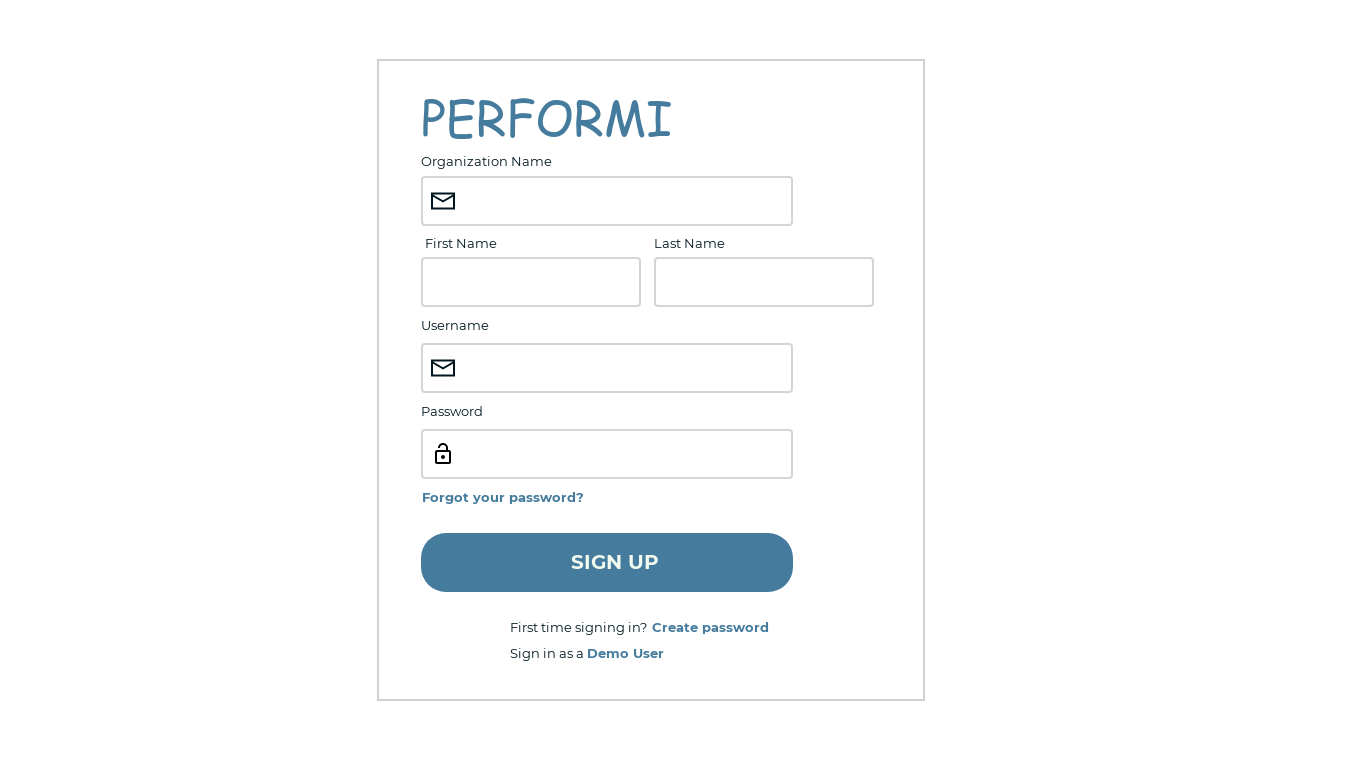 PERFORMI
Organization Name
First Name Last Name
Username
Password
Forgot your password?
SIGN UP
First time signing in? Create password
Sign in as a Demo User